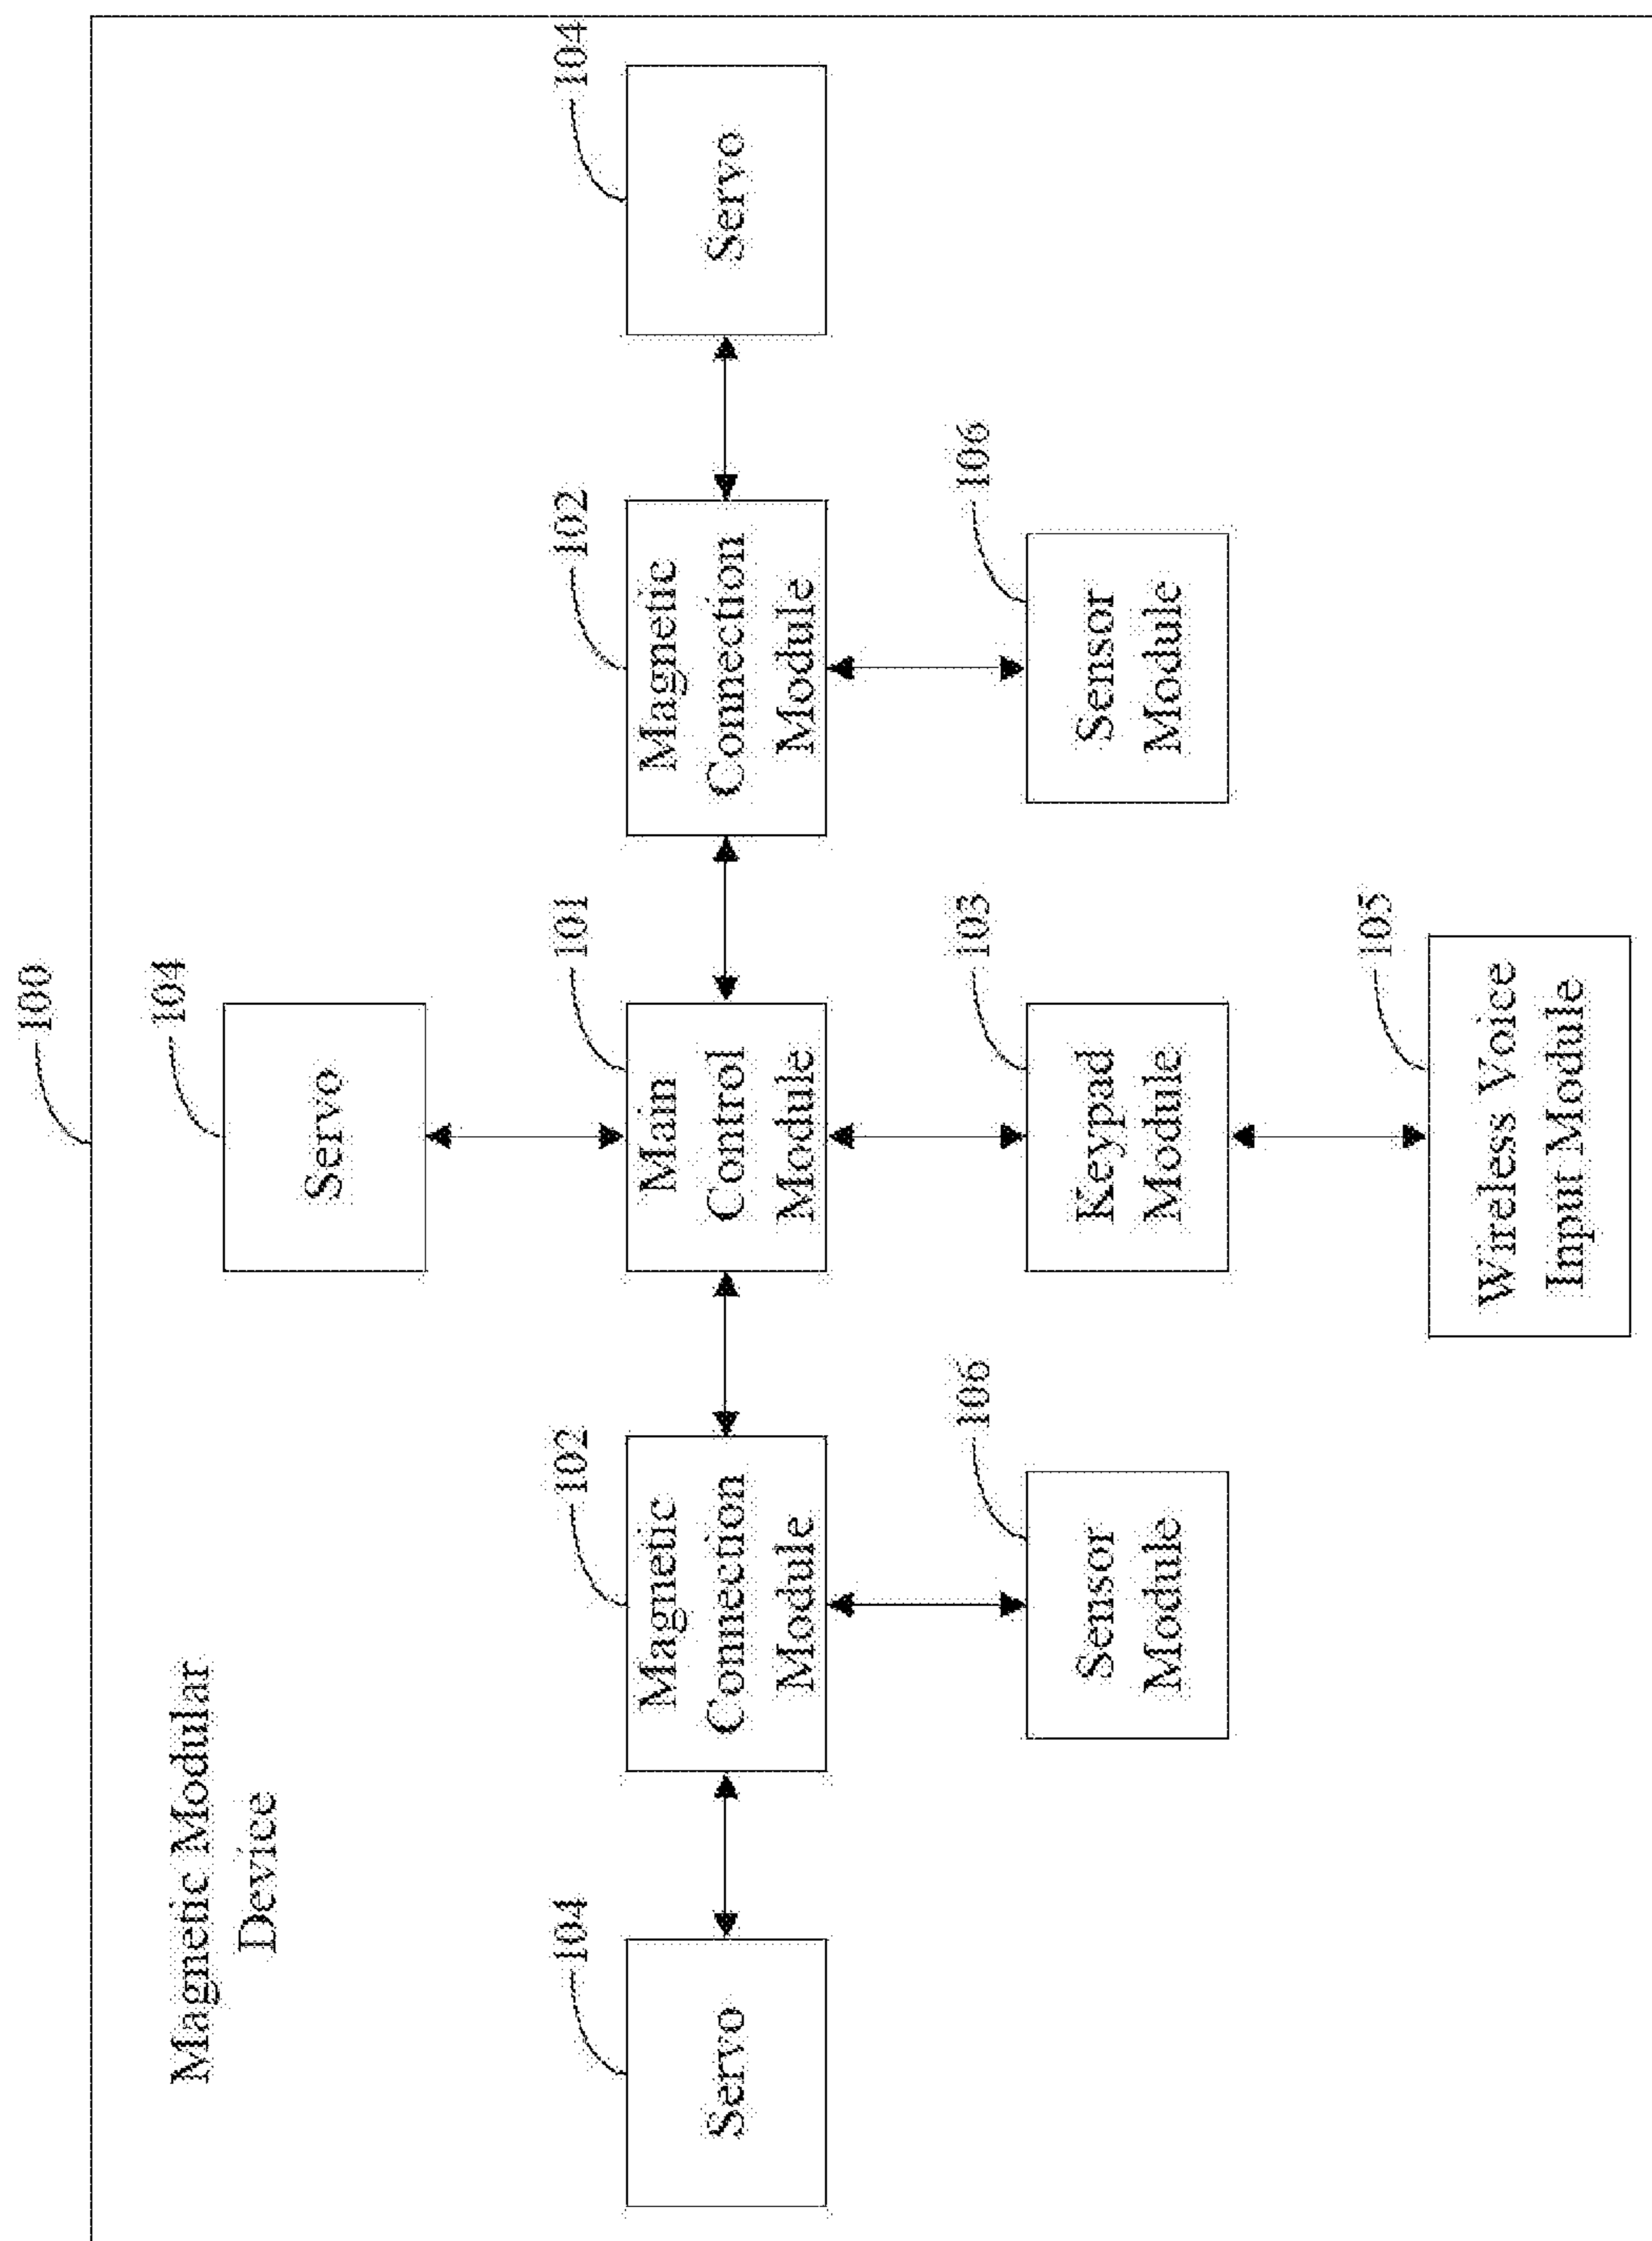 100
Magnetic Modular
Device
104
Servo
104
Servo
102
Magnetic
Connection
Module
101
Main
Control
Module
102
Magnetic
Connection
Module
104
Servo
106
Sensor
Module
103
Keypad
Module
106
Sensor
Module
105
Wireless Voice
Input Module